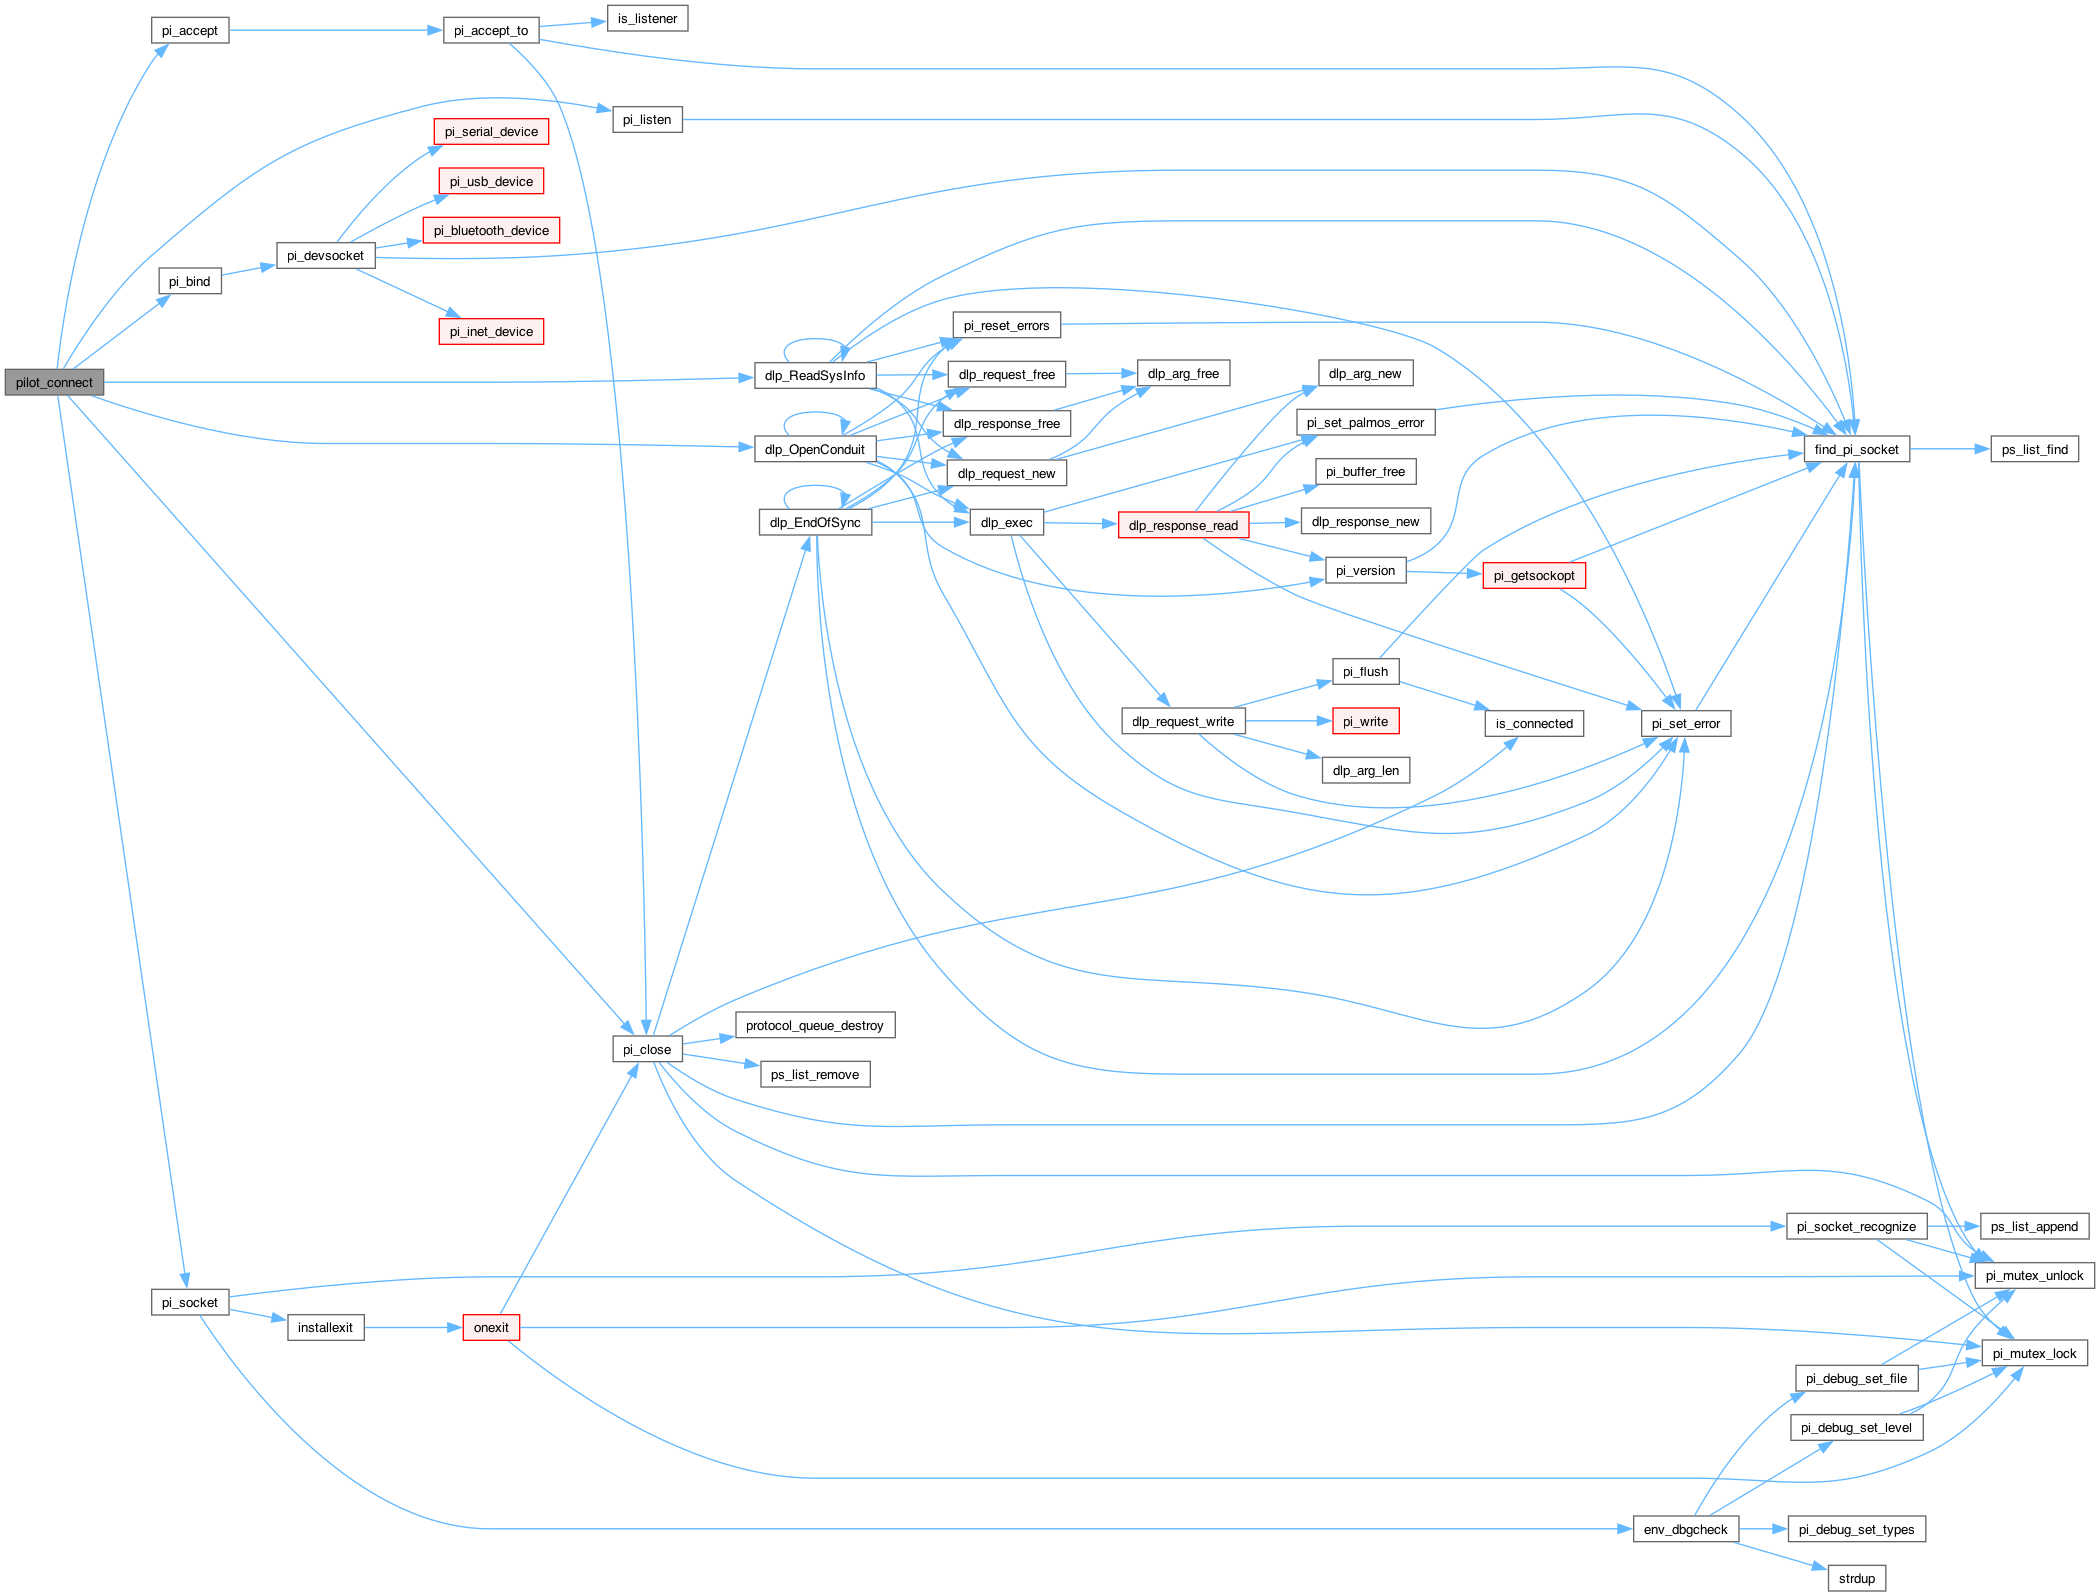 pilot_connect
pi_accept
pi_accept_to
is_listener
pi_listen
pi_serial_device
pi_usb_device
pi_bluetooth_device
pi_devsocket
pi_bind
pi_inet_device
dlp_ReadSysInfo
dlp_OpenConduit
dlp_EndOfSync
pi_reset_errors
dlp_request_free
dlp_response_free
dlp_request_new
dlp_exec
dlp_arg_free
dlp_response_read
dlp_request_write
dlp_arg_new
pi_set_palmos_error
pi_buffer_free
dlp_response_new
pi_version
pi_getsockopt
pi_flush
pi_write
dlp_arg_len
is_connected
pi_set_error
find_pi_socket
ps_list_find
pi_close
protocol_queue_destroy
ps_list_remove
pi_socket
installexit
onexit
pi_socket_recognize
ps_list_append
pi_mutex_unlock
pi_mutex_lock
pi_debug_set_file
pi_debug_set_level
env_dbgcheck
pi_debug_set_types
strdup